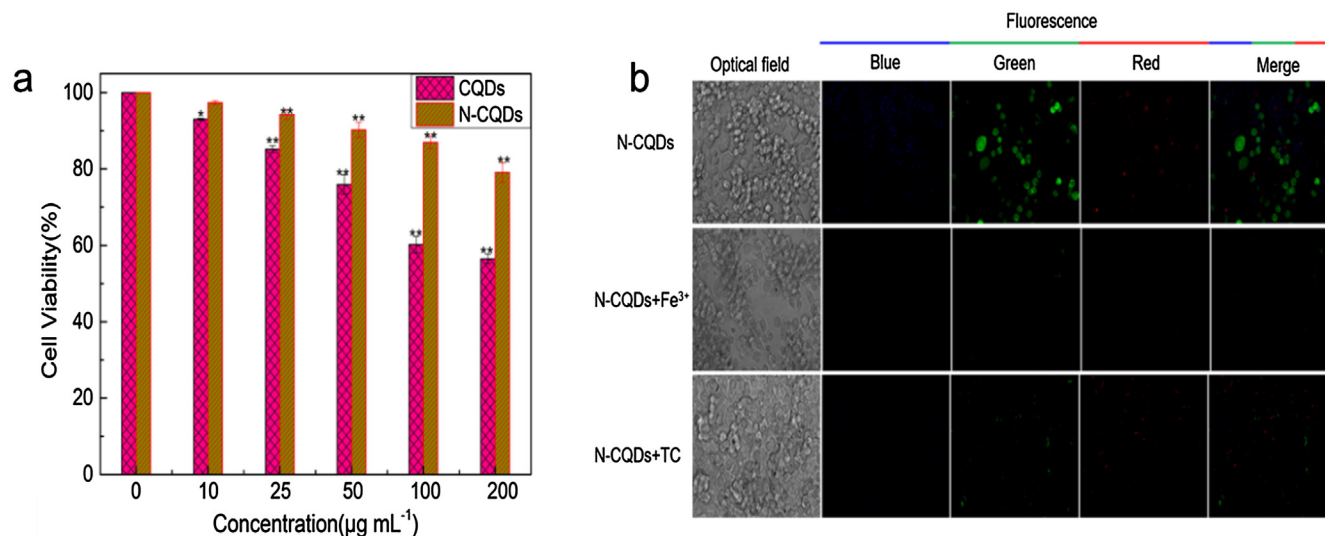 a
CQDs
N-CQDs
100
80
60
40
20
0
Cell Viability(%)
* ** ** ** ** ** ** ** **
0 10 25 50 100 200
Concentration(µg mL⁻¹)
b
Fluorescence
Optical field Blue Green Red Merge
N-CQDs
N-CQDs+Fe³⁺
N-CQDs+TC